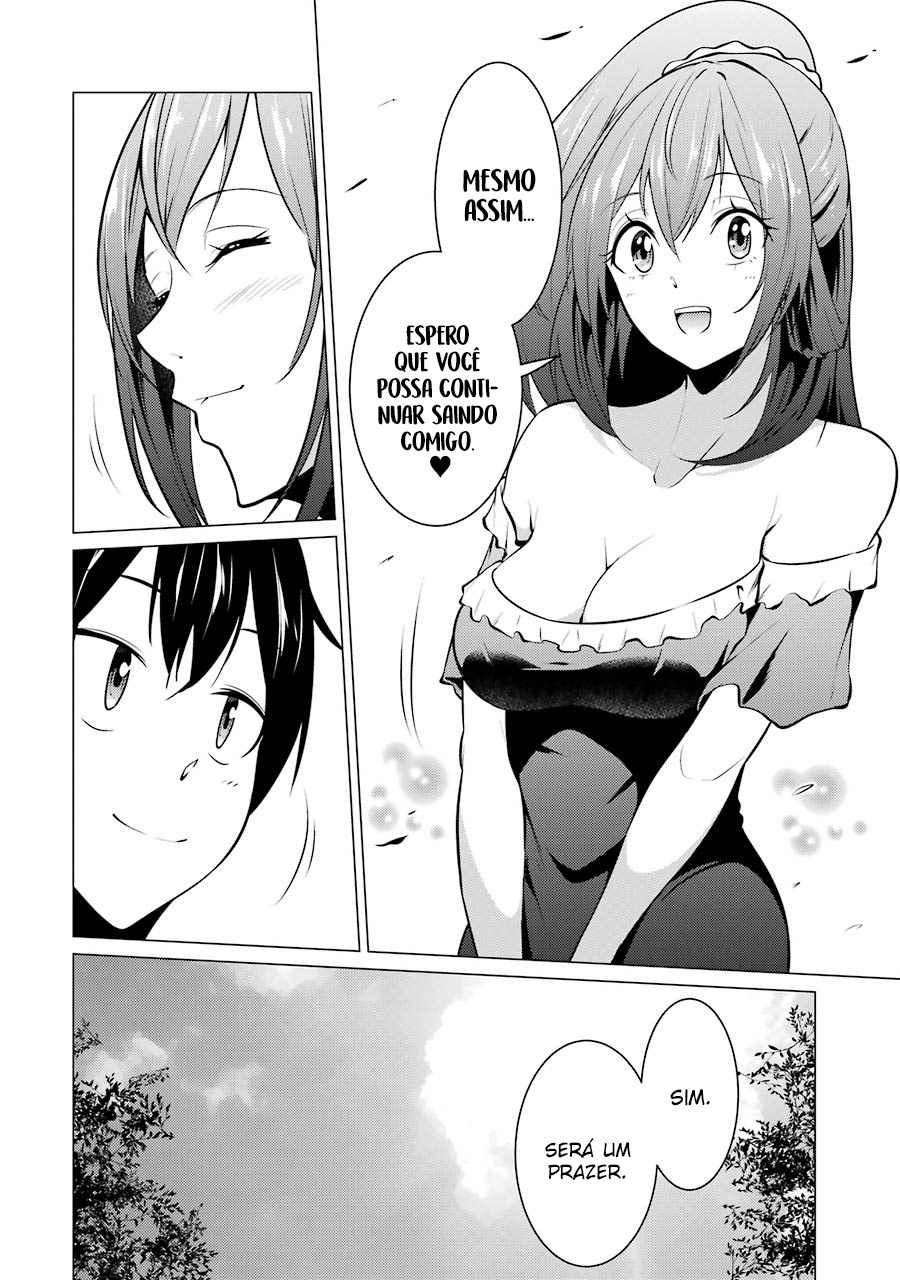 MESMO
ASSIM...
ESPERO
QUE VOCÊ
POSSA CONTI-
NUAR SAINDO
COMIGO.
♥
SIM.
SERÁ UM
PRAZER.